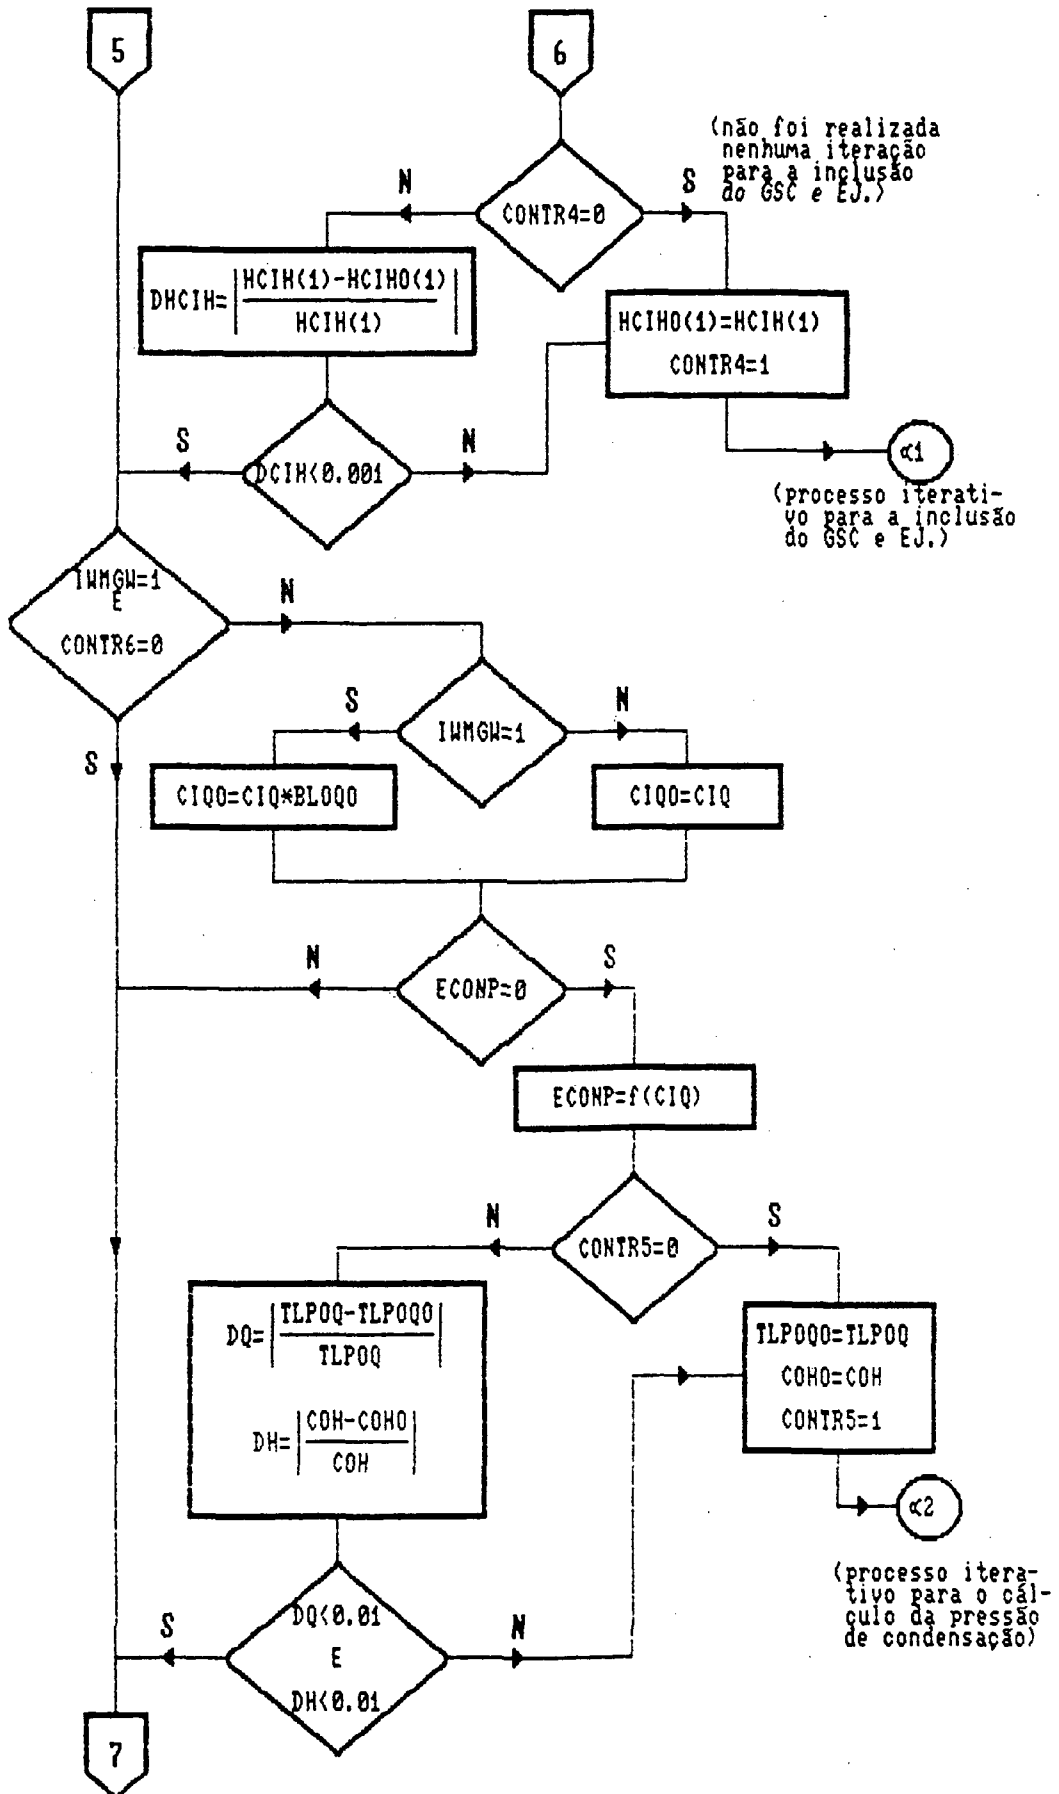 5
6
(não foi realizada
nenhuma iteração
para a inclusão
do GSC e EJ.)
N
S
CONTR4=0
DHCIH=|HCIH(1)-HCIHO(1)|
HCIH(1)
HCIHO(1)=HCIH(1)
CONTR4=1
S
N
DCIH<0.001
∝1
(processo iterati-
vo para a inclusão
do GSC e EJ.)
IWMGW=1
E
CONTR6=0
N
S
N
IWMGW=1
S
CIQO=CIQ*BLOQO
CIQO=CIQ
N
S
ECONP=0
ECONP=f(CIQ)
N
S
CONTR5=0
DQ=|TLPOQ-TLPOQO|
TLPOQ
DH=|COH-COHO|
COH
TLPOQO=TLPOQ
COHO=COH
CONTR5=1
∝2
(processo itera-
tivo para o cál-
culo da pressão
de condensação)
S
DQ<0.01
E
DH<0.01
N
7